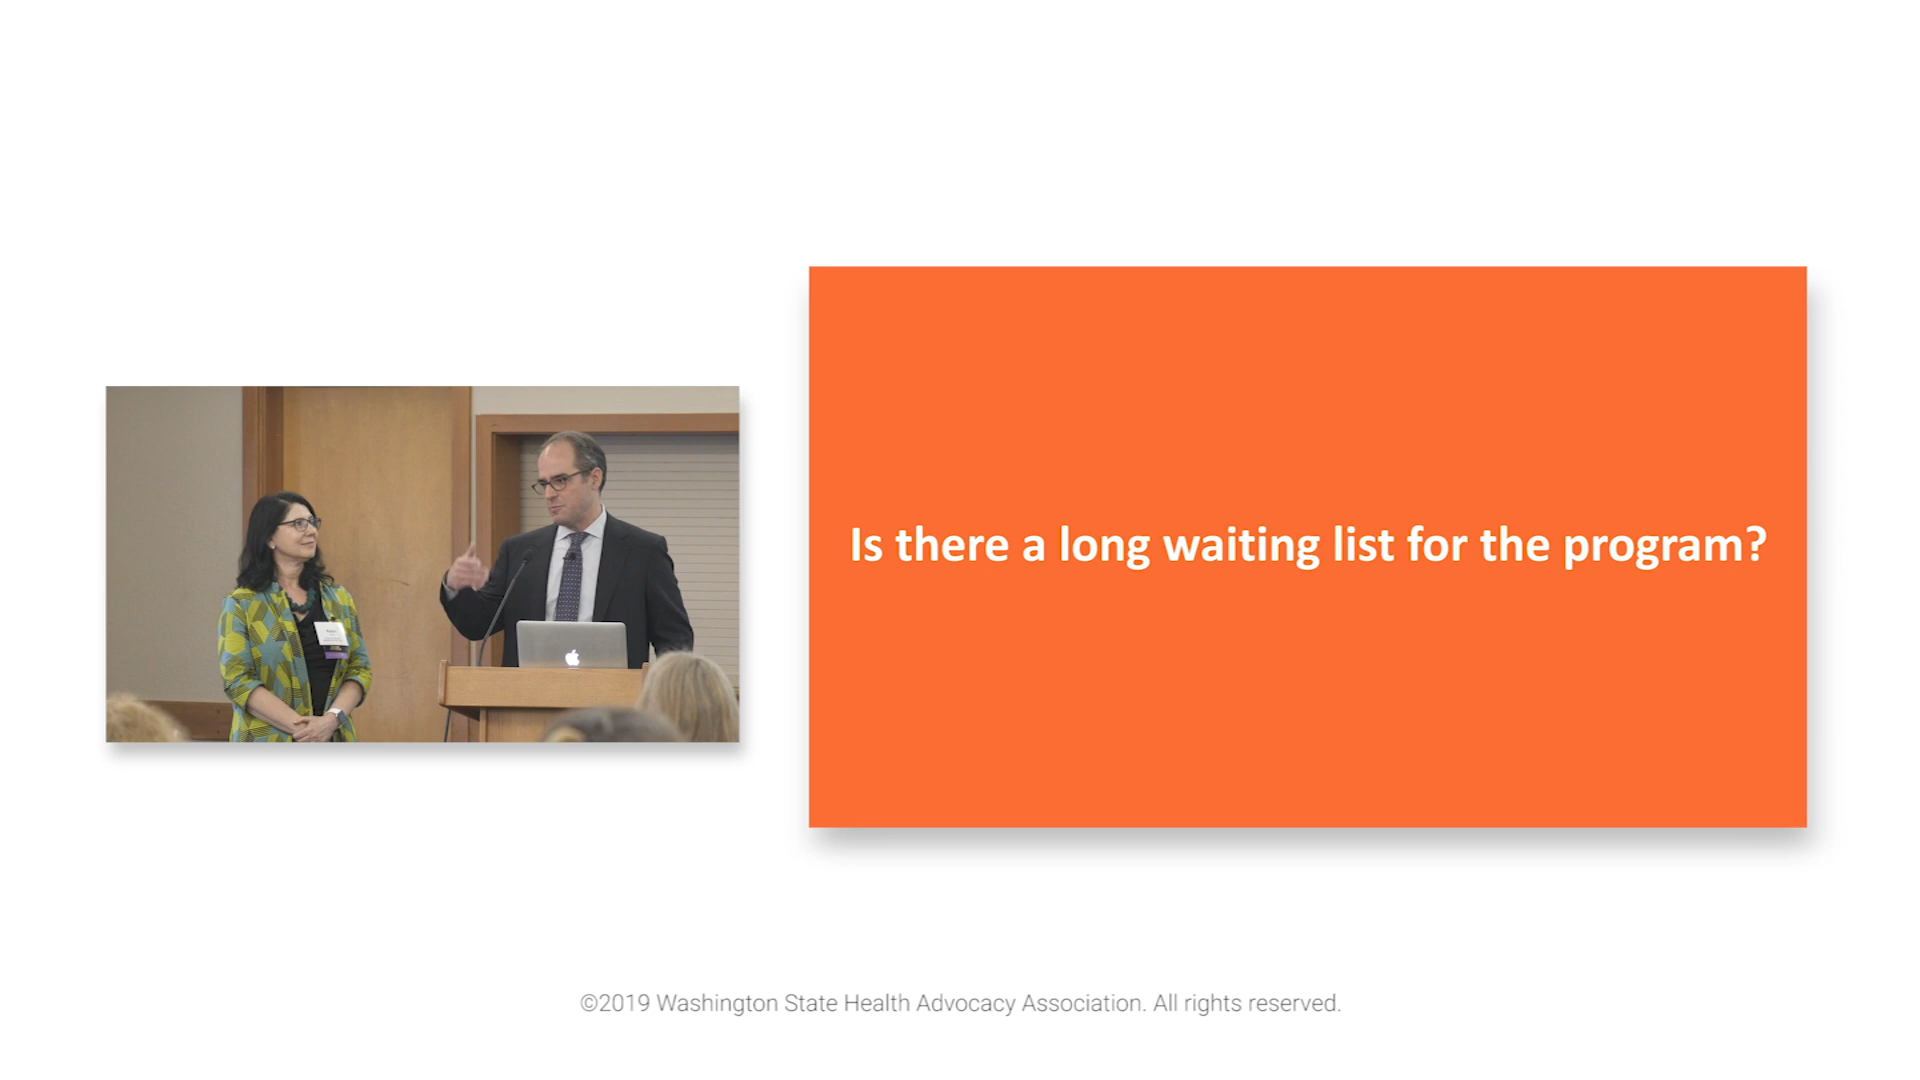 Is there a long waiting list for the program?
©2019 Washington State Health Advocacy Association. All rights reserved.